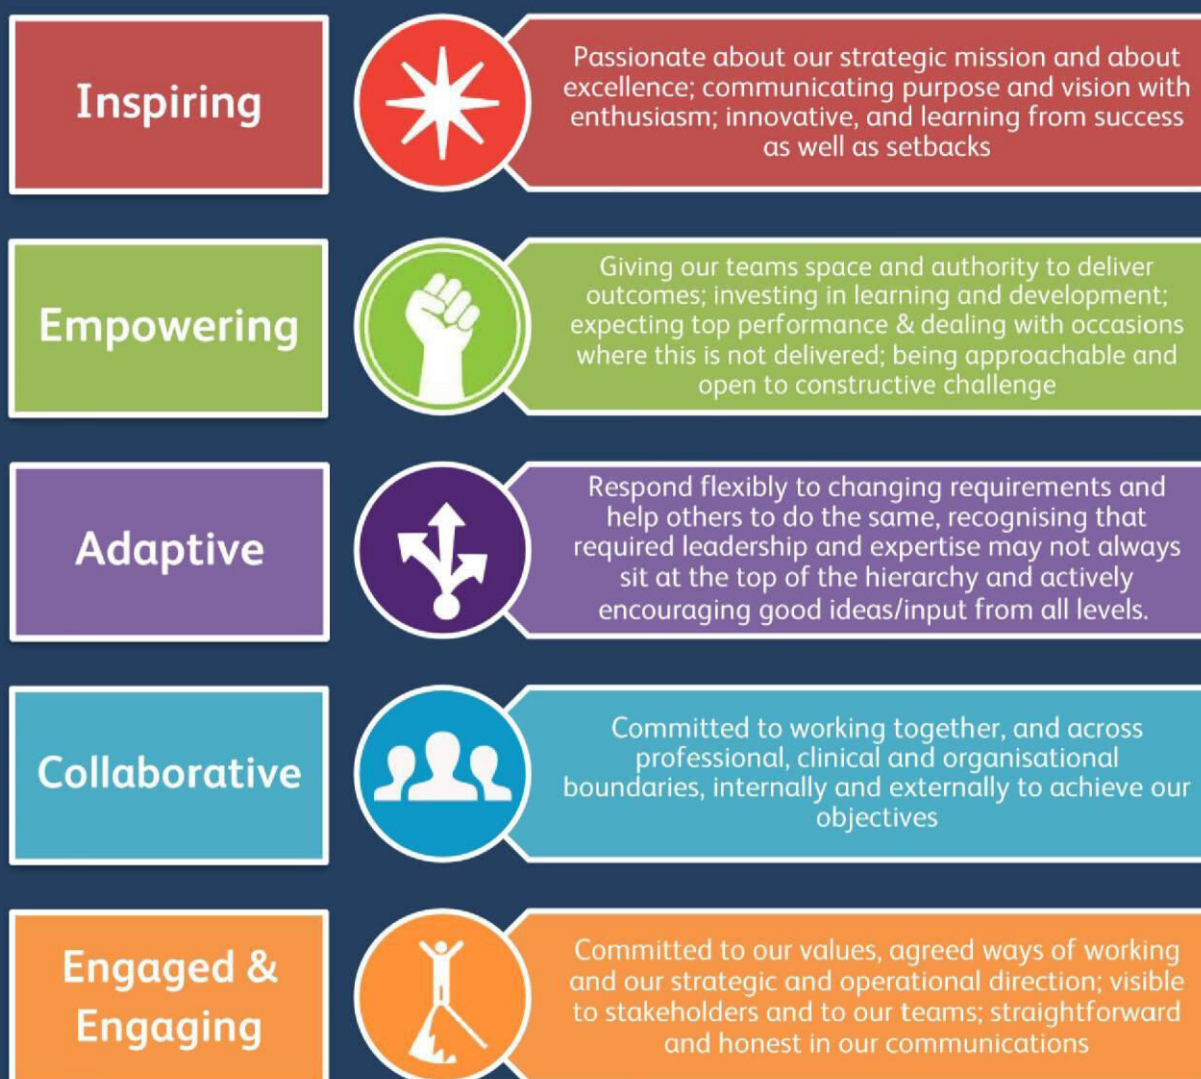 Inspiring
Passionate about our strategic mission and about
excellence; communicating purpose and vision with
enthusiasm; innovative, and learning from success
as well as setbacks
Empowering
Giving our teams space and authority to deliver
outcomes; investing in learning and development;
expecting top performance & dealing with occasions
where this is not delivered; being approachable and
open to constructive challenge
Adaptive
Respond flexibly to changing requirements and
help others to do the same, recognising that
required leadership and expertise may not always
sit at the top of the hierarchy and actively
encouraging good ideas/input from all levels.
Collaborative
Committed to working together, and across
professional, clinical and organisational
boundaries, internally and externally to achieve our
objectives
Engaged &
Engaging
Committed to our values, agreed ways of working
and our strategic and operational direction; visible
to stakeholders and to our teams; straightforward
and honest in our communications